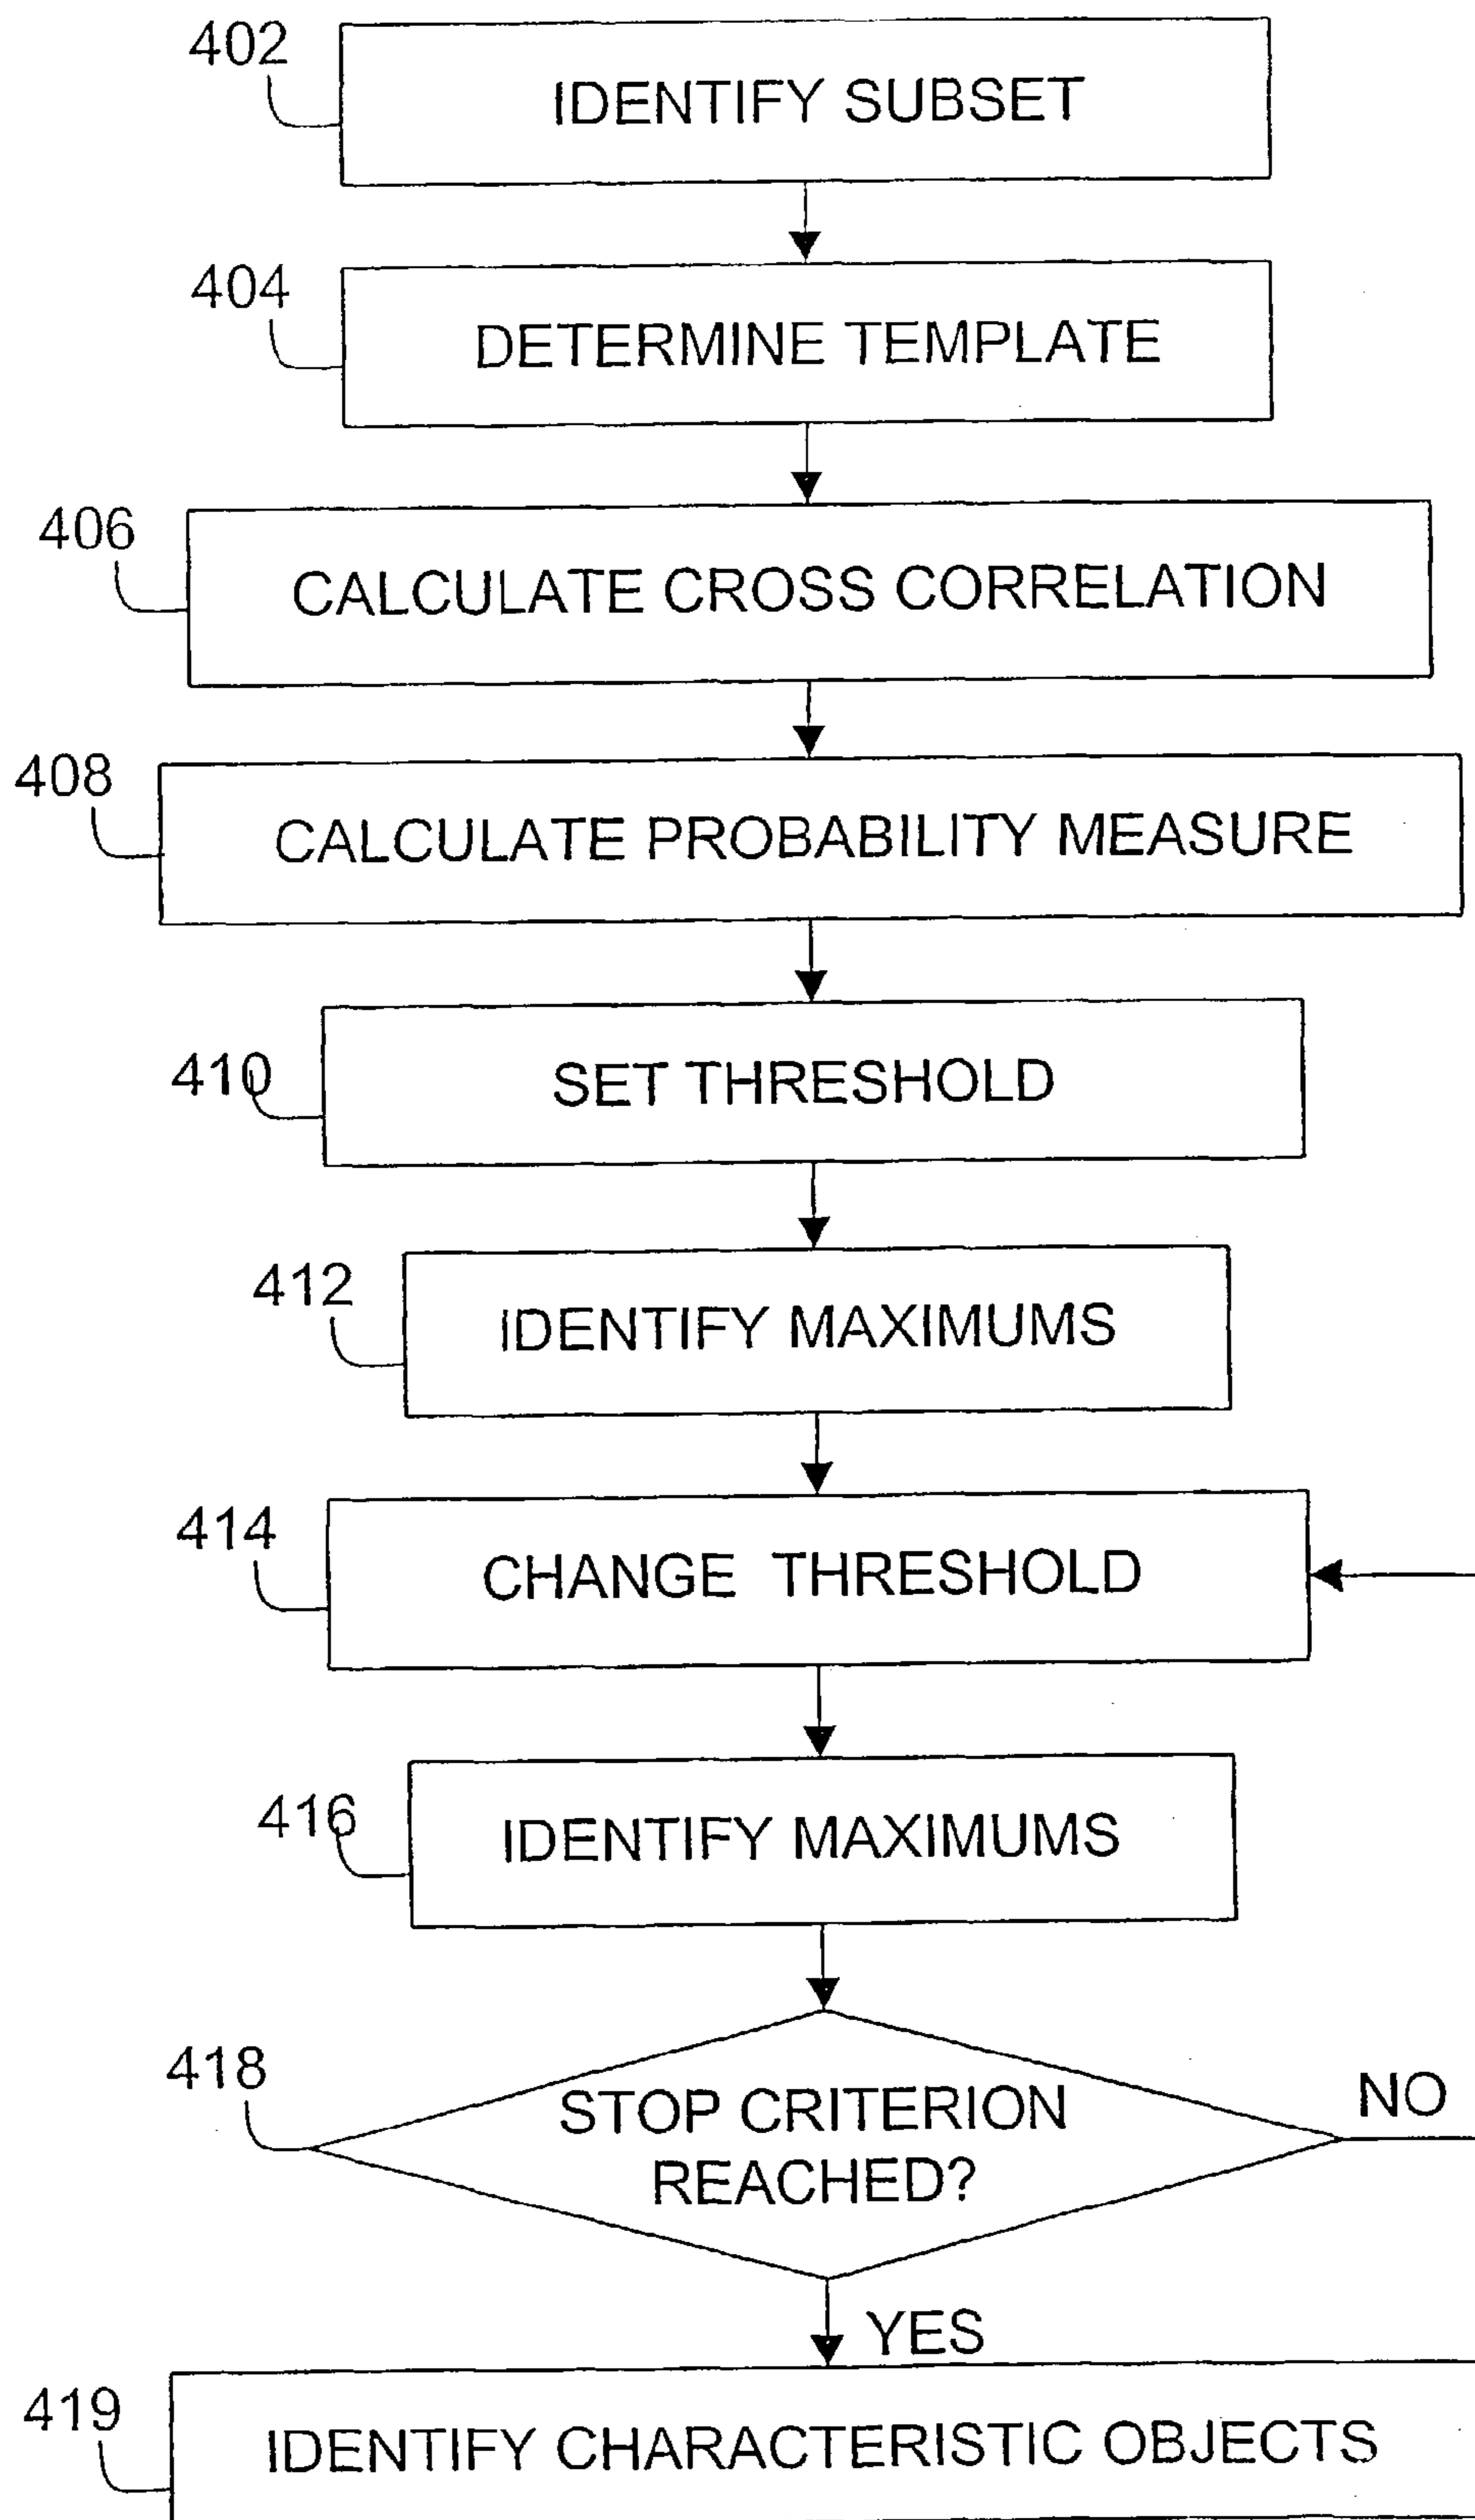 402
IDENTIFY SUBSET
404
DETERMINE TEMPLATE
406
CALCULATE CROSS CORRELATION
408
CALCULATE PROBABILITY MEASURE
410
SET THRESHOLD
412
IDENTIFY MAXIMUMS
414
CHANGE THRESHOLD
416
IDENTIFY MAXIMUMS
418
STOP CRITERION
REACHED?
NO
YES
419
IDENTIFY CHARACTERISTIC OBJECTS